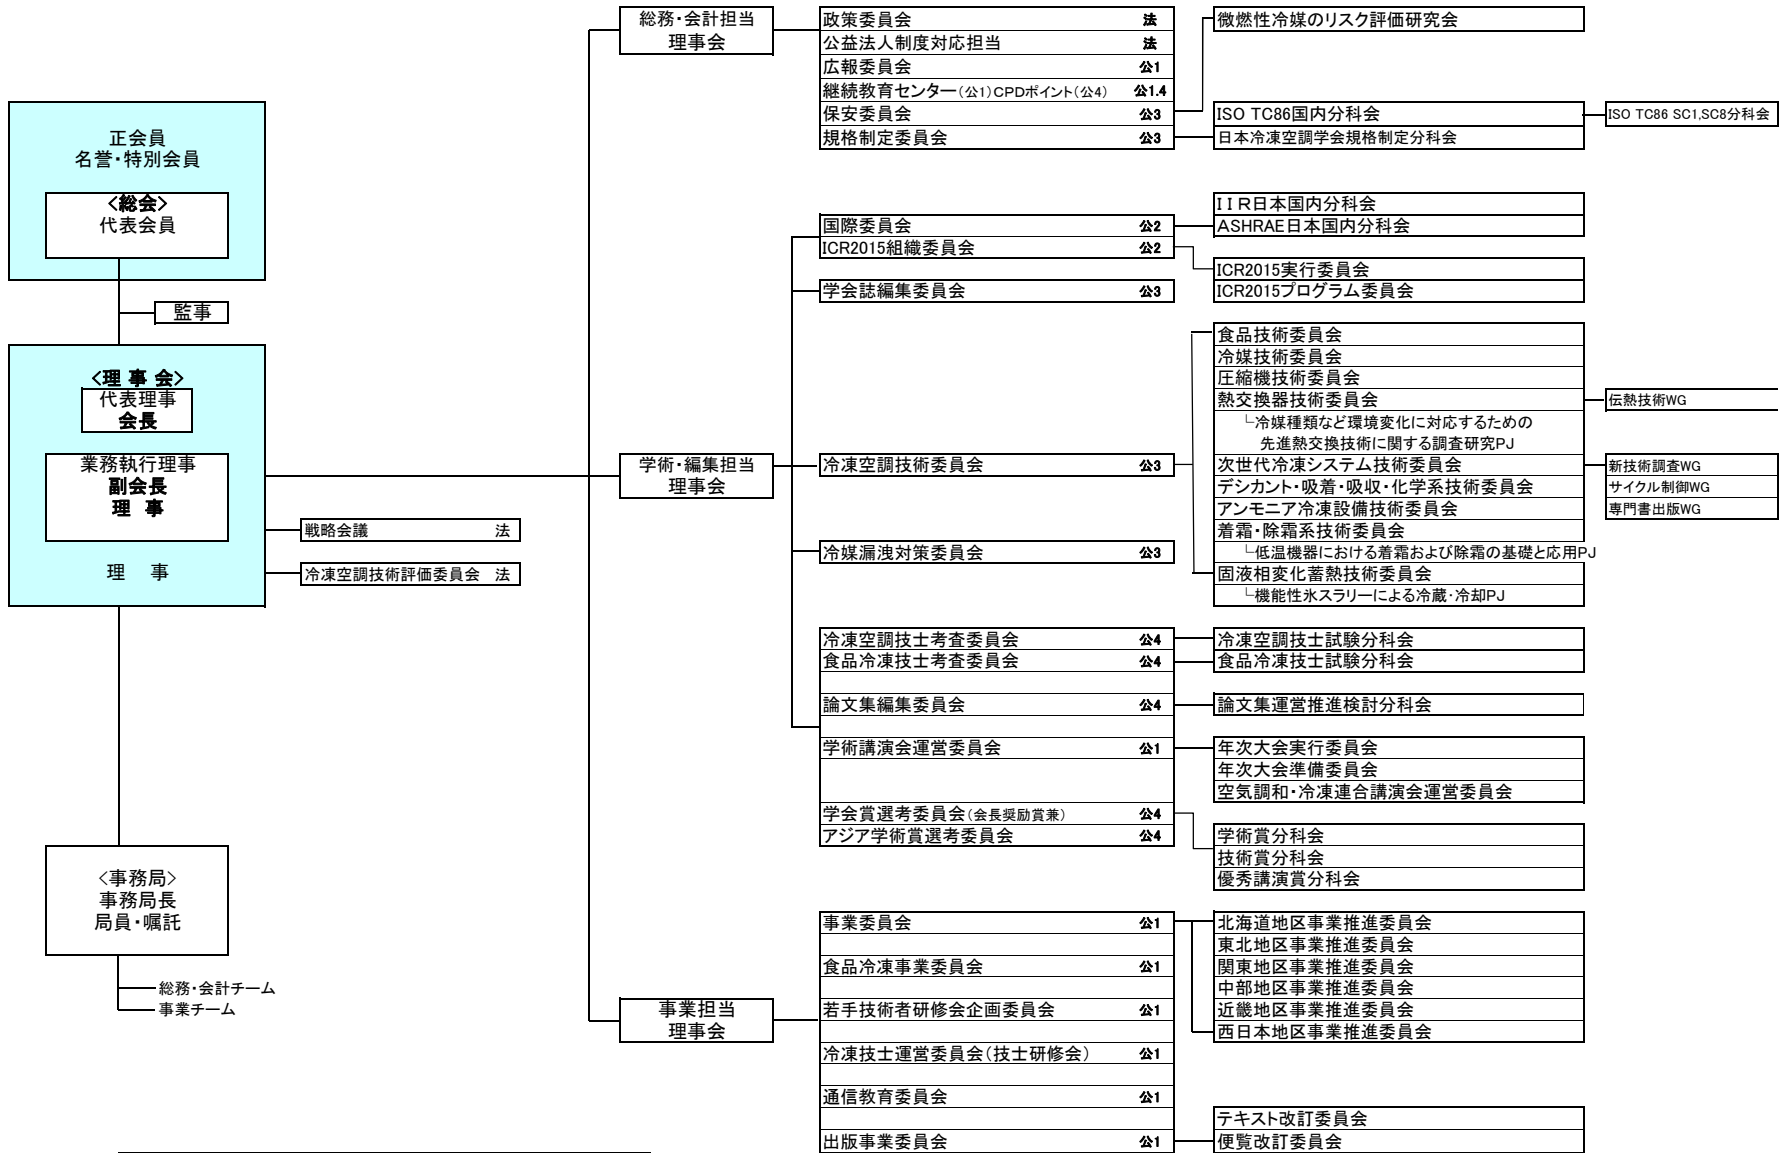 正会員
名誉・特別会員
<総会>
代表会員
監事
<理 事 会>
代表理事
会長
業務執行理事
副会長
理 事
理 事
戦略会議 法
冷凍空調技術評価委員会 法
<事務局>
事務局長
局員・嘱託
総務・会計チーム
事業チーム
総務・会計担当
理事会
政策委員会 法
公益法人制度対応担当 法
広報委員会 公1
継続教育センター(公1)CPDポイント(公4) 公1.4
保安委員会 公3
規格制定委員会 公3
微燃性冷媒のリスク評価研究会
ISO TC86国内分科会
日本冷凍空調学会規格制定分科会
ISO TC86 SC1,SC8分科会
学術・編集担当
理事会
国際委員会 公2
ICR2015組織委員会 公2
学会誌編集委員会 公3
冷凍空調技術委員会 公3
冷媒漏洩対策委員会 公3
冷凍空調技士考査委員会 公4
食品冷凍技士考査委員会 公4
論文集編集委員会 公4
学術講演会運営委員会 公1
学会賞選考委員会(会長奨励賞兼) 公4
アジア学術賞選考委員会 公4
IIR日本国内分科会
ASHRAE日本国内分科会
ICR2015実行委員会
ICR2015プログラム委員会
食品技術委員会
冷媒技術委員会
圧縮機技術委員会
熱交換器技術委員会
└冷媒種類など環境変化に対応するための
先進熱交換技術に関する調査研究PJ
次世代冷凍システム技術委員会
デシカント・吸着・吸収・化学系技術委員会
アンモニア冷凍設備技術委員会
着霜・除霜系技術委員会
└低温機器における着霜および除霜の基礎と応用PJ
固液相変化蓄熱技術委員会
└機能性氷スラリーによる冷蔵・冷却PJ
伝熱技術WG
新技術調査WG
サイクル制御WG
専門書出版WG
冷凍空調技士試験分科会
食品冷凍技士試験分科会
論文集運営推進検討分科会
年次大会実行委員会
年次大会準備委員会
空気調和・冷凍連合講演会運営委員会
学術賞分科会
技術賞分科会
優秀講演賞分科会
事業担当
理事会
事業委員会 公1
食品冷凍事業委員会 公1
若手技術者研修会企画委員会 公1
冷凍技士運営委員会(技士研修会) 公1
通信教育委員会 公1
出版事業委員会 公1
北海道地区事業推進委員会
東北地区事業推進委員会
関東地区事業推進委員会
中部地区事業推進委員会
近畿地区事業推進委員会
西日本地区事業推進委員会
テキスト改訂委員会
便覧改訂委員会